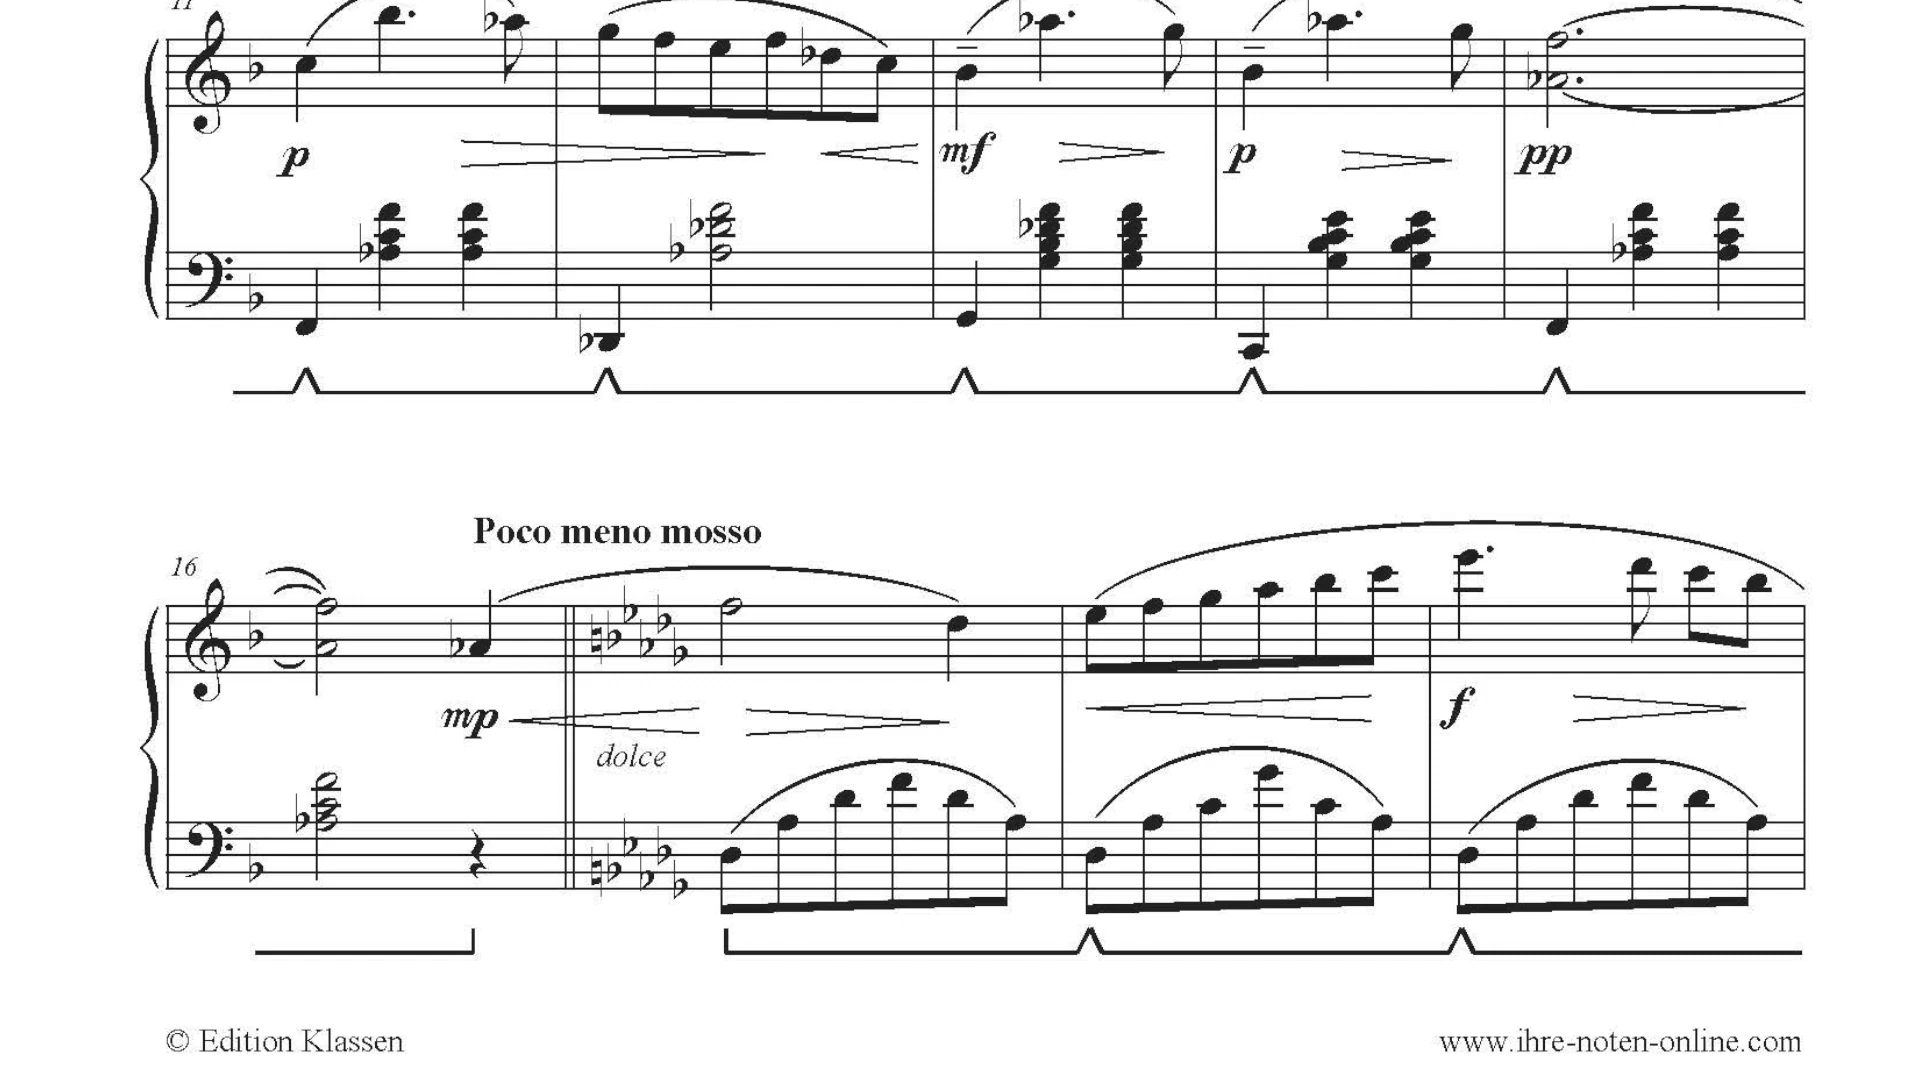 11
p
mf
p
pp
Poco meno mosso
16
mp
f
dolce
© Edition Klassen
www.ihre-noten-online.com